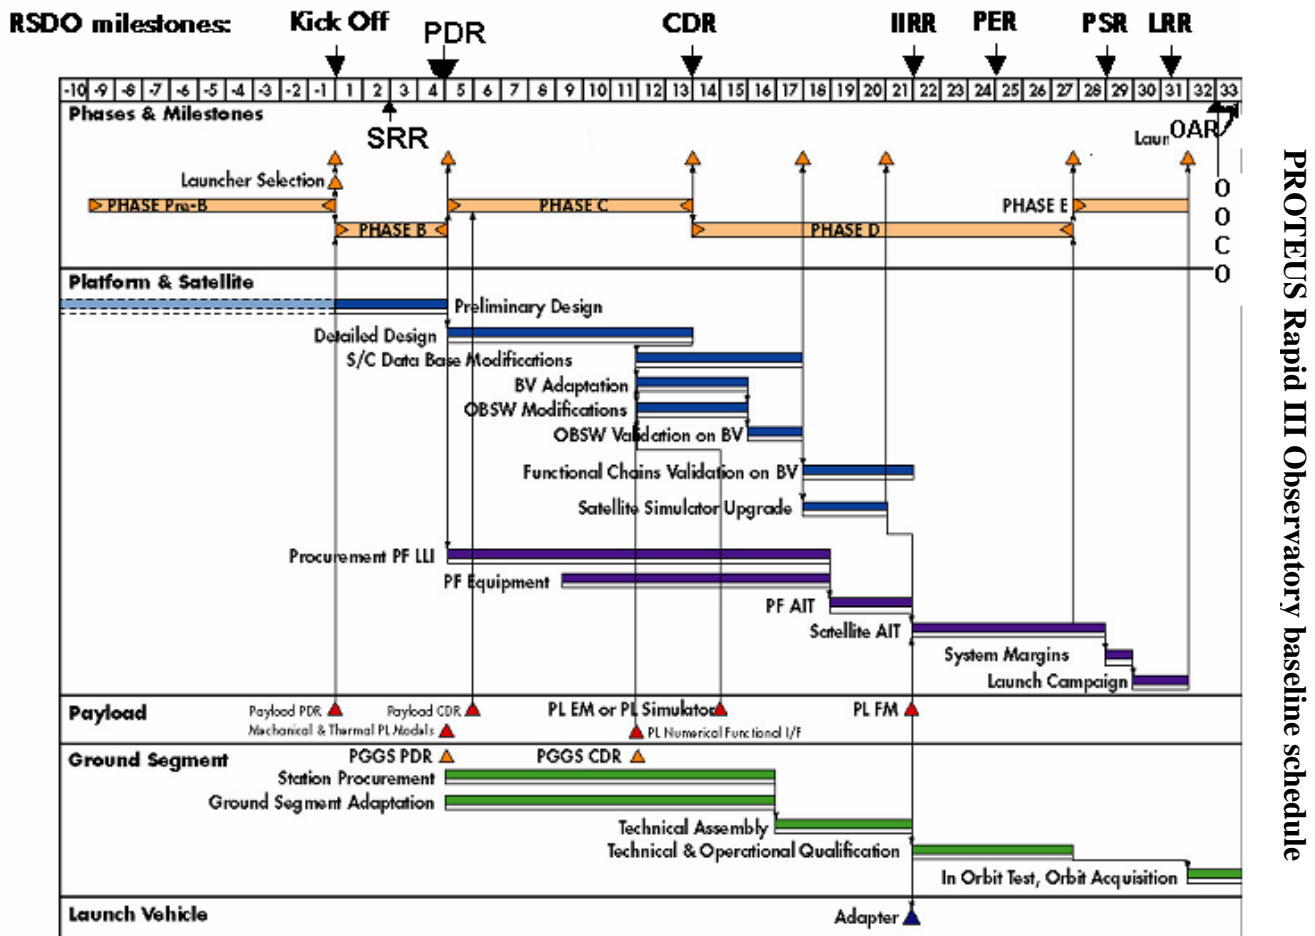 RSDO milestones: Kick Off PDR CDR IIRR PER PSR LRR
-10 -9 -8 -7 -6 -5 -4 -3 -2 -1 1 2 3 4 5 6 7 8 9 10 11 12 13 14 15 16 17 18 19 20 21 22 23 24 25 26 27 28 29 30 31 32 33
Phases & Milestones
SRR
OAR
Launcher Selection
PHASE Pre-B
PHASE C
PHASE E
PHASE B
PHASE D
O
O
C
O
Platform & Satellite
Preliminary Design
Detailed Design
S/C Data Base Modifications
BV Adaptation
OBSW Modifications
OBSW Validation on BV
Functional Chains Validation on BV
Satellite Simulator Upgrade
Procurement PF LLI
PF Equipment
PF AIT
Satellite AIT
System Margins
Launch Campaign
Payload
Payload PDR
Payload CDR
PL EM or PL Simulator
PL FM
Mechanical & Thermal PL Models
PL Numerical Functional I/F
Ground Segment
PGGS PDR
PGGS CDR
Station Procurement
Ground Segment Adaptation
Technical Assembly
Technical & Operational Qualification
In Orbit Test, Orbit Acquisition
Launch Vehicle
Adapter
PROTEUS Rapid III Observatory baseline schedule